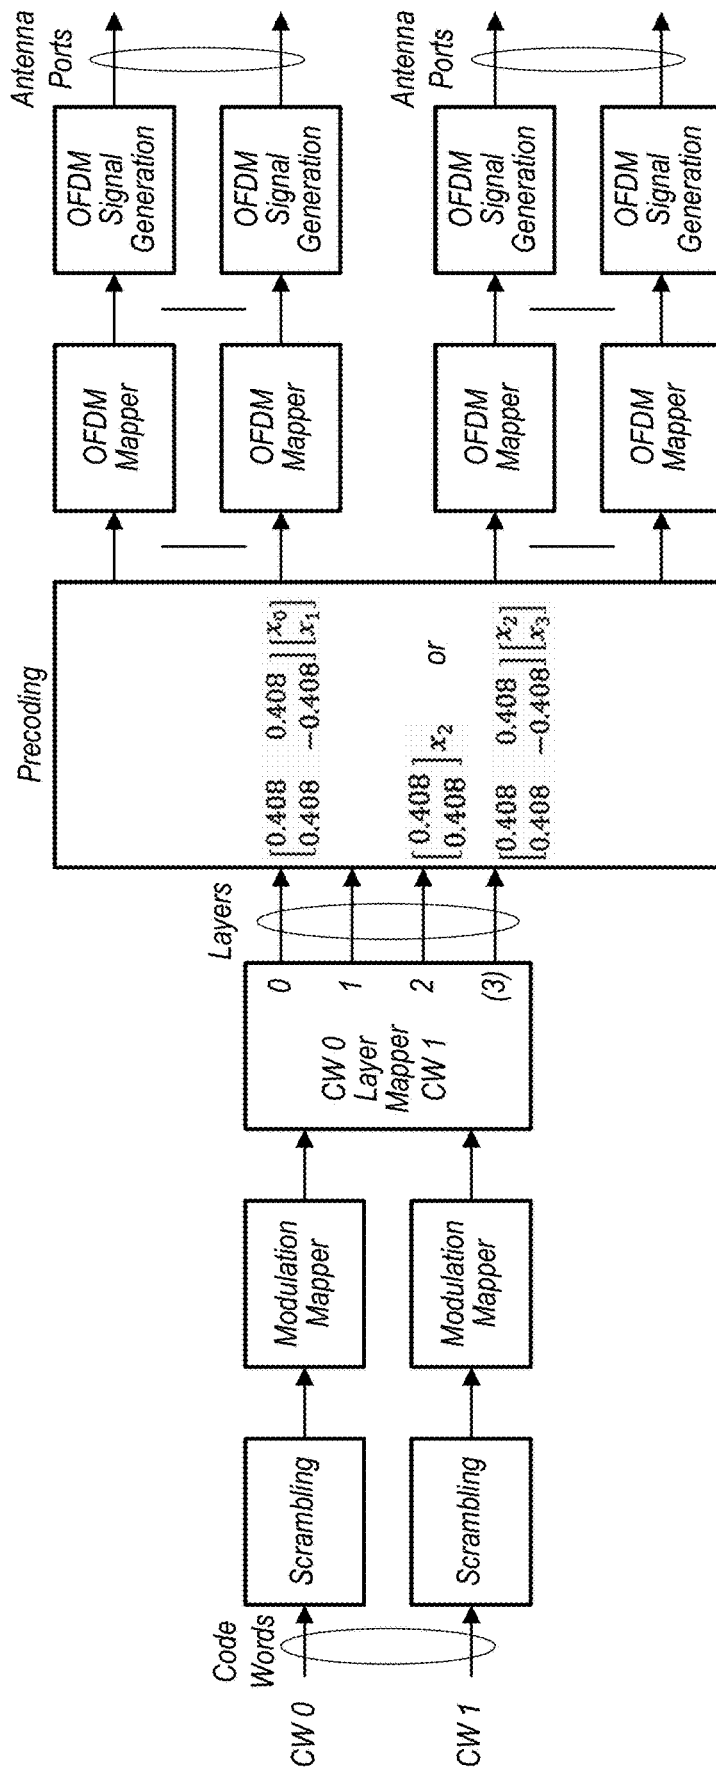 Code
Words
CW 0
CW 1
Scrambling
Scrambling
Modulation
Mapper
Modulation
Mapper
CW 0
Layer
Mapper
CW 1
0
1
2
(3)
Layers
Precoding
[0.408 0.408] [x₀]
[0.408 −0.408] [x₁]
[0.408] x₂
[0.408]
or
[0.408 0.408] [x₂]
[0.408 −0.408] [x₃]
OFDM
Mapper
OFDM
Mapper
OFDM
Mapper
OFDM
Mapper
OFDM
Signal
Generation
OFDM
Signal
Generation
OFDM
Signal
Generation
OFDM
Signal
Generation
Antenna
Ports
Antenna
Ports